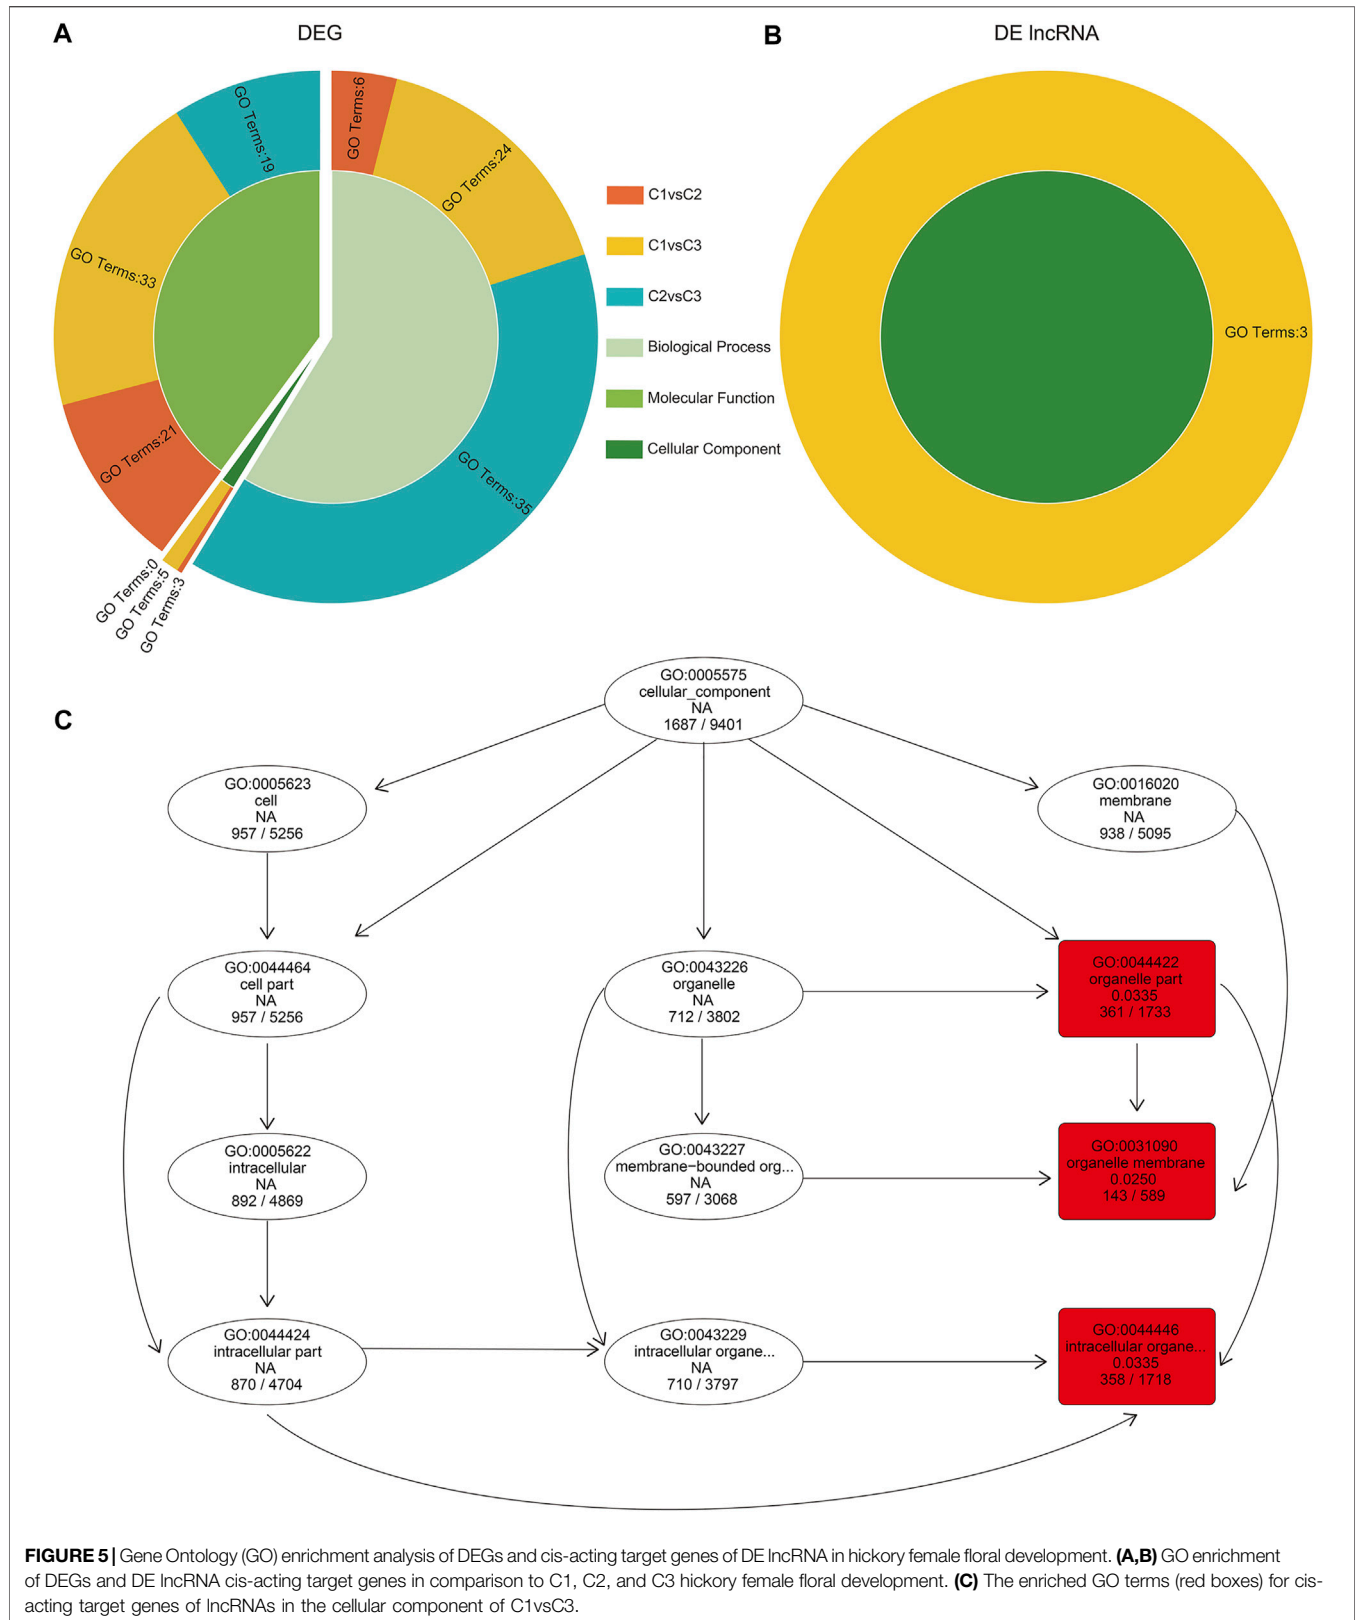 A
DEG
B
DE lncRNA
GO Terms:6
GO Terms:24
GO Terms:19
GO Terms:33
GO Terms:21
GO Terms:35
GO Terms:0
GO Terms:5
GO Terms:3
C1vsC2
C1vsC3
C2vsC3
Biological Process
Molecular Function
Cellular Component
GO Terms:3
C
GO:0005575
cellular_component
NA
1687 / 9401
GO:0005623
cell
NA
957 / 5256
GO:0016020
membrane
NA
938 / 5095
GO:0044464
cell part
NA
957 / 5256
GO:0043226
organelle
NA
712 / 3802
GO:0044422
organelle part
0.0335
361 / 1733
GO:0005622
intracellular
NA
892 / 4869
GO:0043227
membrane−bounded org...
NA
597 / 3068
GO:0031090
organelle membrane
0.0250
143 / 589
GO:0044424
intracellular part
NA
870 / 4704
GO:0043229
intracellular organe...
NA
710 / 3797
GO:0044446
intracellular organe...
0.0335
358 / 1718
FIGURE 5 | Gene Ontology (GO) enrichment analysis of DEGs and cis-acting target genes of DE lncRNA in hickory female floral development. (A,B) GO enrichment
of DEGs and DE lncRNA cis-acting target genes in comparison to C1, C2, and C3 hickory female floral development. (C) The enriched GO terms (red boxes) for cis-
acting target genes of lncRNAs in the cellular component of C1vsC3.